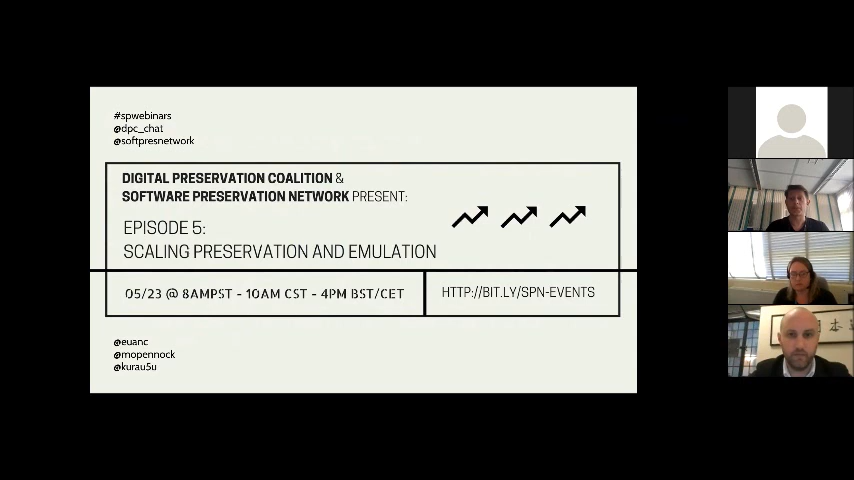 #spwebinars
@dpc_chat
@softpresnetwork
DIGITAL PRESERVATION COALITION &
SOFTWARE PRESERVATION NETWORK PRESENT:
EPISODE 5:
SCALING PRESERVATION AND EMULATION
05/23 @ 8AMPST - 10AM CST - 4PM BST/CET
HTTP://BIT.LY/SPN-EVENTS
@euanc
@mopennock
@kurau5u